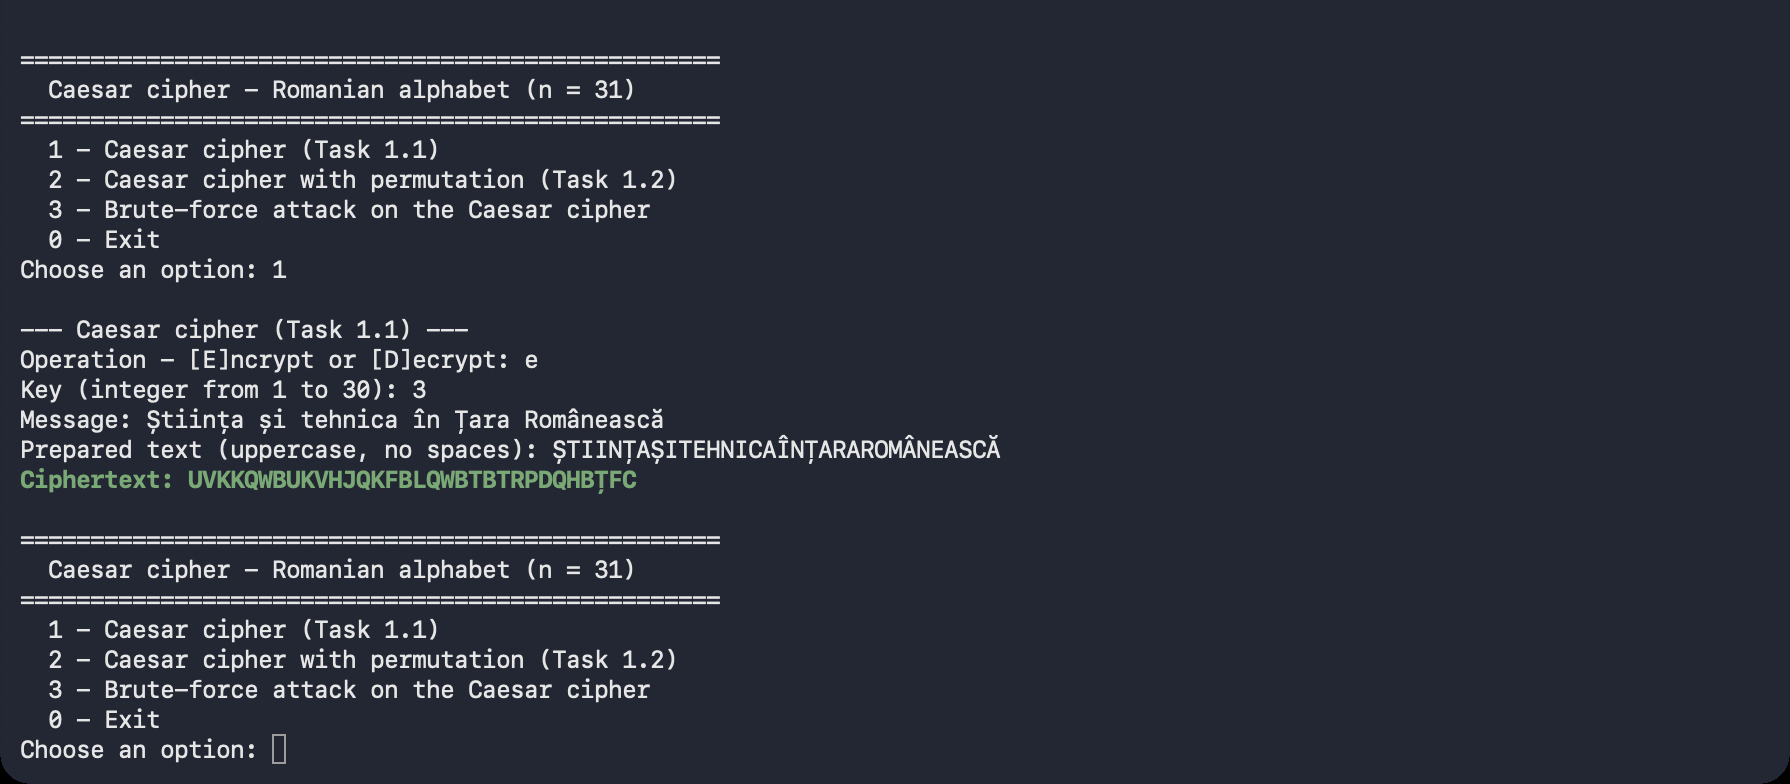 ==================================================
  Caesar cipher – Romanian alphabet (n = 31)
==================================================
  1 – Caesar cipher (Task 1.1)
  2 – Caesar cipher with permutation (Task 1.2)
  3 – Brute-force attack on the Caesar cipher
  0 – Exit
Choose an option: 1
--- Caesar cipher (Task 1.1) ---
Operation – [E]ncrypt or [D]ecrypt: e
Key (integer from 1 to 30): 3
Message: Știința și tehnica în Țara Românească
Prepared text (uppercase, no spaces): ȘTIINȚAȘITEHNICAÎNȚARAROMÂNEASCĂ
Ciphertext: UVKKQWBUKVHJQKFBLQWBTBTRPDQHBȚFC
==================================================
  Caesar cipher – Romanian alphabet (n = 31)
==================================================
  1 – Caesar cipher (Task 1.1)
  2 – Caesar cipher with permutation (Task 1.2)
  3 – Brute-force attack on the Caesar cipher
  0 – Exit
Choose an option: